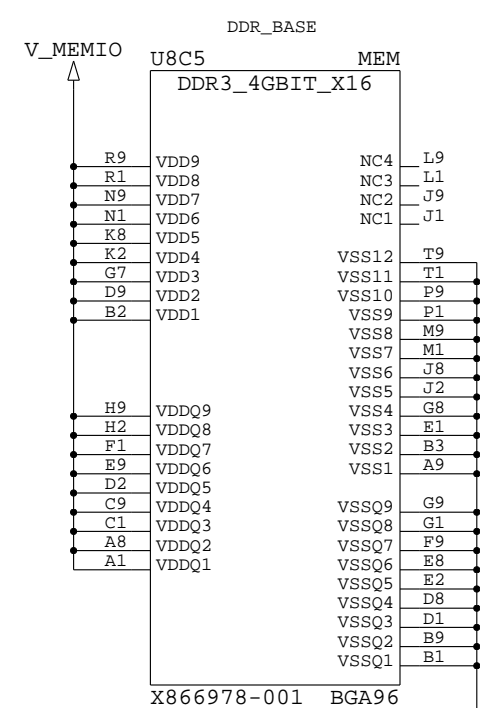 DDR_BASE
V_MEMIO
U8C5 MEM
DDR3_4GBIT_X16
R9 VDD9 NC4 L9
R1 VDD8 NC3 L1
N9 VDD7 NC2 J9
N1 VDD6 NC1 J1
K8 VDD5
K2 VDD4 VSS12 T9
G7 VDD3 VSS11 T1
D9 VDD2 VSS10 P9
B2 VDD1 VSS9 P1
VSS8 M9
VSS7 M1
VSS6 J8
VSS5 J2
H9 VDDQ9 VSS4 G8
H2 VDDQ8 VSS3 E1
F1 VDDQ7 VSS2 B3
E9 VDDQ6 VSS1 A9
D2 VDDQ5
C9 VDDQ4 VSSQ9 G9
C1 VDDQ3 VSSQ8 G1
A8 VDDQ2 VSSQ7 F9
A1 VDDQ1 VSSQ6 E8
VSSQ5 E2
VSSQ4 D8
VSSQ3 D1
VSSQ2 B9
VSSQ1 B1
X866978-001 BGA96